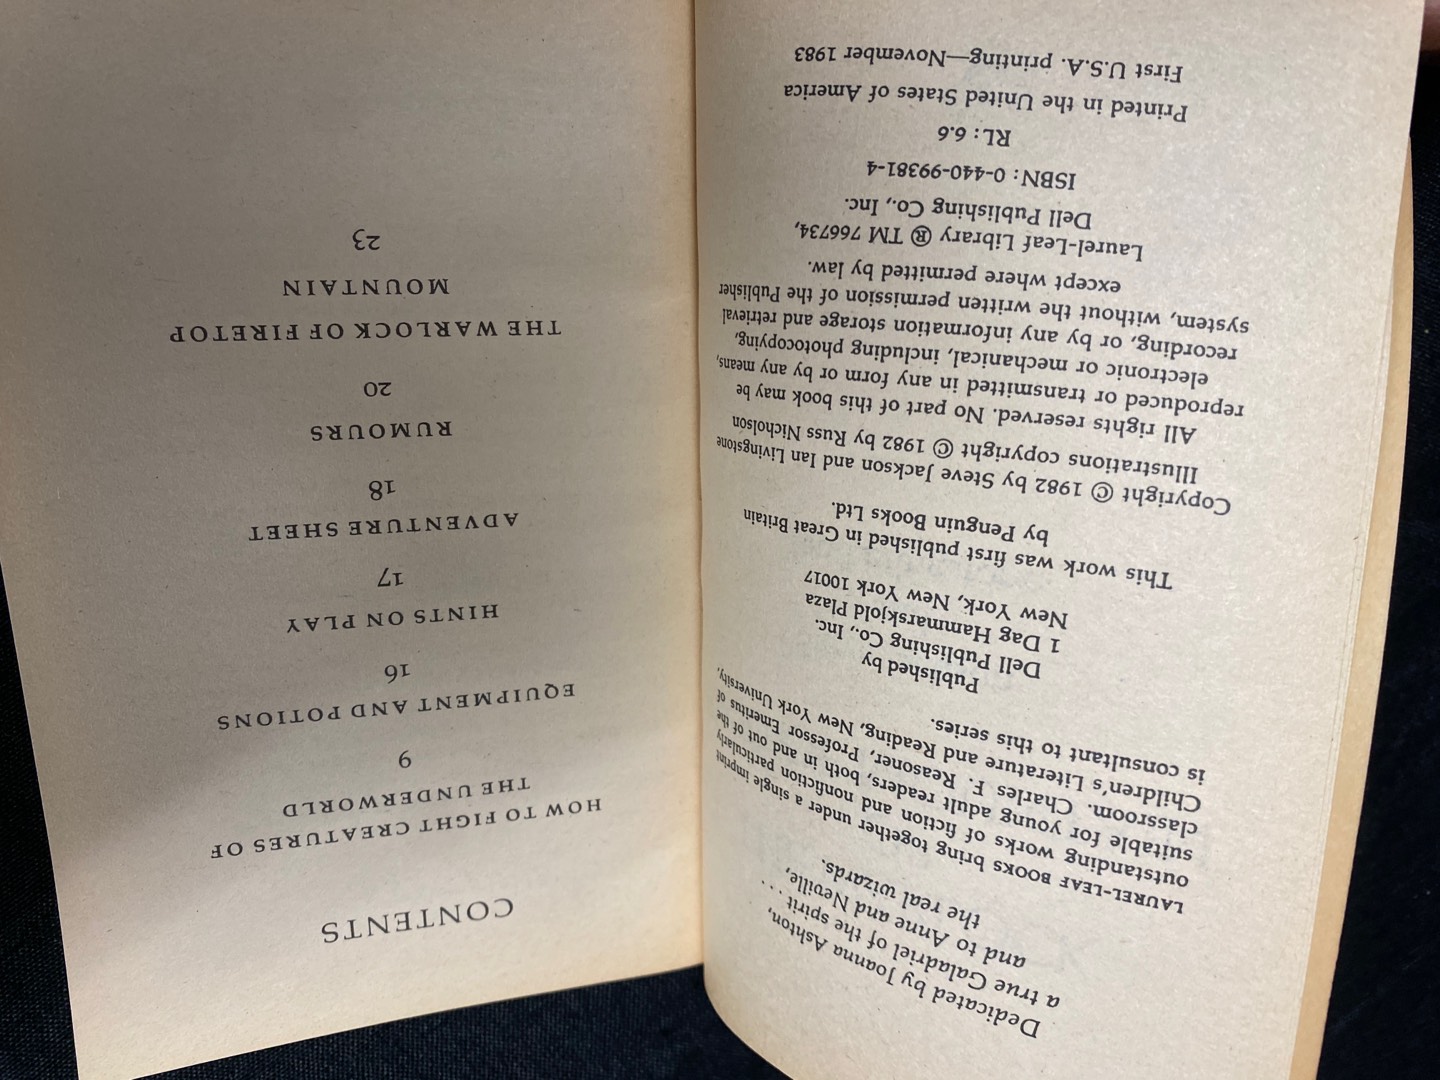 Dedicated by Joanna Ashton,
a true Galadriel of the spirit . . .
and to Anne and Neville,
the real wizards.
LAUREL-LEAF BOOKS bring together under a single imprint
outstanding works of fiction and nonfiction particularly
suitable for young adult readers, both in and out of the
classroom. Charles F. Reasoner, Professor Emeritus of
Children's Literature and Reading, New York University,
is consultant to this series.
Published by
Dell Publishing Co., Inc.
1 Dag Hammarskjold Plaza
New York, New York 10017
This work was first published in Great Britain
by Penguin Books Ltd.
Copyright © 1982 by Steve Jackson and Ian Livingstone
Illustrations copyright © 1982 by Russ Nicholson
All rights reserved. No part of this book may be
reproduced or transmitted in any form or by any means,
electronic or mechanical, including photocopying,
recording, or by any information storage and retrieval
system, without the written permission of the Publisher
except where permitted by law.
Laurel-Leaf Library ® TM 766734,
Dell Publishing Co., Inc.
ISBN: 0-440-99381-4
RL: 6.6
Printed in the United States of America
First U.S.A. printing—November 1983
CONTENTS
HOW TO FIGHT CREATURES OF
THE UNDERWORLD
9
EQUIPMENT AND POTIONS
16
HINTS ON PLAY
17
ADVENTURE SHEET
18
RUMOURS
20
THE WARLOCK OF FIRETOP
MOUNTAIN
23